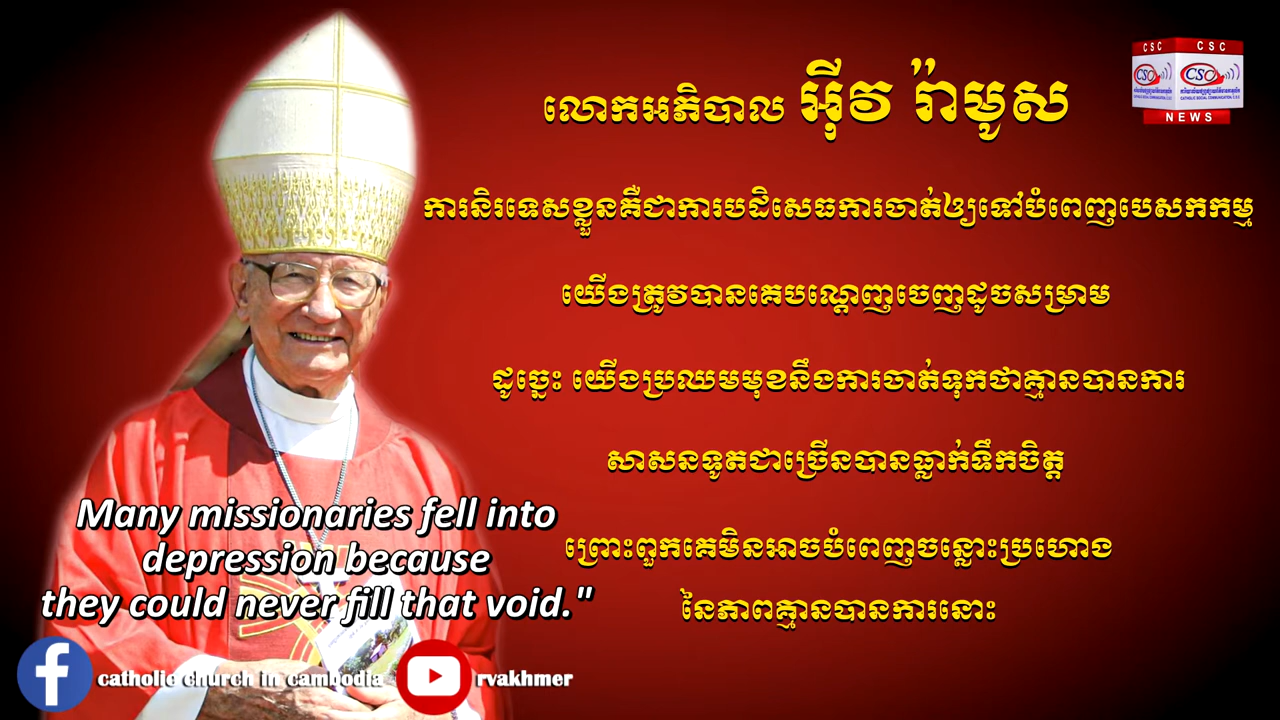 លោកអភិបាល អ៊ីវ រ៉ាមូស
CSC
CSC
CSC
CSC
CATHOLIC SOCIAL COMMUNICATION, C.S.C
NEWS
ការនិរទេសខ្លួនគឺជាការបដិសេធការចាត់ឲ្យទៅបំពេញបេសកកម្ម
យើងត្រូវបានគេបណ្ដេញចេញដូចសម្រាម
ដូច្នេះ យើងប្រឈមមុខនឹងការចាត់ទុកថាគ្មានបានការ
សាសនទូតជាច្រើនបានធ្លាក់ទឹកចិត្ត
ព្រោះពួកគេមិនអាចបំពេញចន្លោះប្រហោង
នៃភាពគ្មានបានការនោះ
Many missionaries fell into
depression because
they could never fill that void."
catholic church in cambodia
rvakhmer